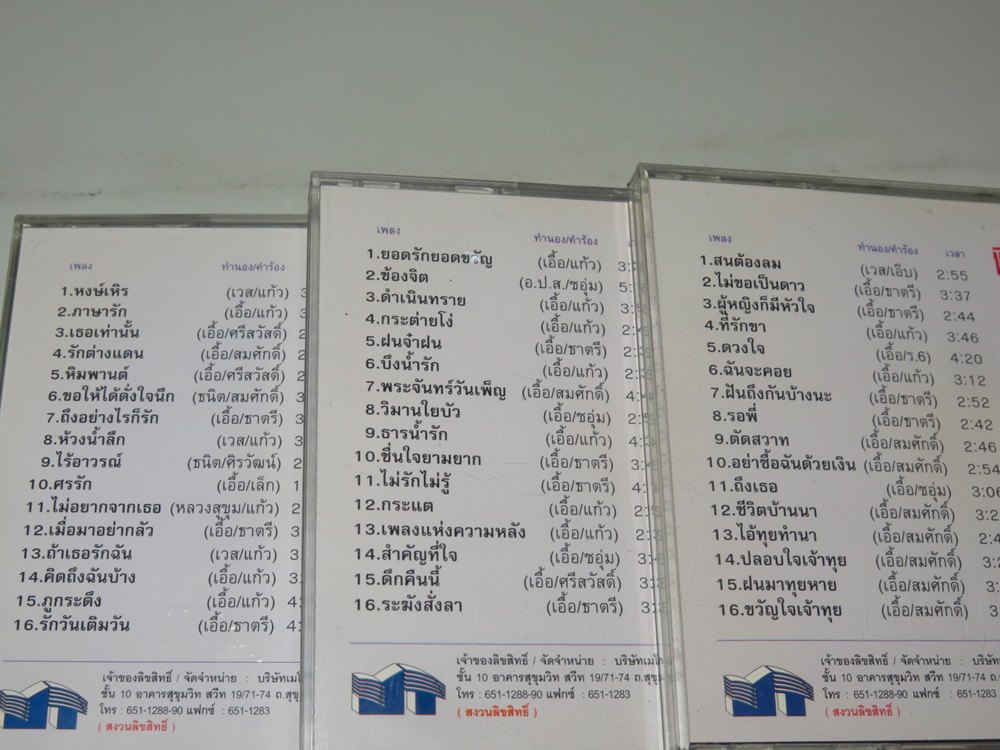 เพลง ทำนอง/คำร้อง
1.หงษ์เหิร (เวส/แก้ว)
2.ภาษารัก (เอื้อ/แก้ว)
3.เธอเท่านั้น (เอื้อ/ศรีสวัสดิ์)
4.รักต่างแดน (เอื้อ/สมศักดิ์)
5.หิมพานต์ (เอื้อ/ศรีสวัสดิ์)
6.ขอให้ได้ดั่งใจนึก (ธนิต/สมศักดิ์)
7.ถึงอย่างไรก็รัก (เอื้อ/ธาตรี)
8.ห้วงน้ำลึก (เวส/แก้ว)
9.ไร้อาวรณ์ (ธนิต/ศิรวัฒน์)
10.ศรรัก (เอื้อ/เล็ก)
11.ไม่อยากจากเธอ (หลวงสุขุม/แก้ว)
12.เมื่อมาอย่ากลัว (เอื้อ/ธาตรี)
13.ถ้าเธอรักฉัน (เวส/แก้ว)
14.คิดถึงฉันบ้าง (เอื้อ/แก้ว)
15.ภูกระดึง (เอื้อ/แก้ว)
16.รักวันเติมวัน (เอื้อ/ธาตรี)
เจ้าของลิขสิทธิ์ / จัดจำหน่าย :
ชั้น 10 อาคารสุขุมวิท สวีท 19/71-74
โทร : 651-1288-90 แฟกซ์ : 651-1283
( สงวนลิขสิทธิ์ )
เพลง ทำนอง/คำร้อง
1.ยอดรักยอดขวัญ (เอื้อ/แก้ว)
2.ข้องจิต (อ.ป.ส./ชอุ่ม)
3.ดำเนินทราย (เอื้อ/แก้ว)
4.กระต่ายโง่ (เอื้อ/แก้ว)
5.ฝนจำฝน (เอื้อ/ธาตรี)
6.บึงน้ำรัก (เอื้อ/ธาตรี)
7.พระจันทร์วันเพ็ญ (เอื้อ/สมศักดิ์)
8.วิมานใยบัว (เอื้อ/ชอุ่ม)
9.ธารน้ำรัก (เอื้อ/แก้ว)
10.ชื่นใจยามยาก (เอื้อ/ธาตรี)
11.ไม่รักไม่รู้ (เอื้อ/ธาตรี)
12.กระแต (เอื้อ/แก้ว)
13.เพลงแห่งความหลัง (เอื้อ/แก้ว)
14.สำคัญที่ใจ (เอื้อ/ชอุ่ม)
15.ดึกคืนนี้ (เอื้อ/ศรีสวัสดิ์)
16.ระฆังสั่งลา (เอื้อ/ธาตรี)
เจ้าของลิขสิทธิ์ / จัดจำหน่าย :
ชั้น 10 อาคารสุขุมวิท สวีท 19/71-74
โทร : 651-1288-90 แฟกซ์ : 651-1283
( สงวนลิขสิทธิ์ )
เพลง ทำนอง/คำร้อง เวลา
1.สนต้องลม (เวส/เอิบ) 2:55
2.ไม่ขอเป็นดาว (เอื้อ/ธาตรี) 3:37
3.ผู้หญิงก็มีหัวใจ (เอื้อ/ธาตรี) 2:44
4.ที่รักขา (เอื้อ/แก้ว) 3:46
5.ดวงใจ (เอื้อ/ร.6) 4:20
6.ฉันจะคอย (เอื้อ/แก้ว) 3:12
7.ฝันถึงกันบ้างนะ (เอื้อ/ธาตรี) 2:52
8.รอพี่ (เอื้อ/ธาตรี) 2:42
9.ตัดสวาท (เอื้อ/สมศักดิ์) 2:46
10.อย่าซื้อฉันด้วยเงิน (เอื้อ/สมศักดิ์) 2:54
11.ถึงเธอ (เอื้อ/ชอุ่ม) 3:06
12.ชีวิตบ้านนา (เอื้อ/สมศักดิ์)
13.ไอ้ทุยทำนา (เอื้อ/สมศักดิ์)
14.ปลอบใจเจ้าทุย (เอื้อ/สมศักดิ์)
15.ฝนมาทุยหาย (เอื้อ/สมศักดิ์)
16.ขวัญใจเจ้าทุย (เอื้อ/สมศักดิ์)
เจ้าของลิขสิทธิ์ / จัดจำหน่าย :
ชั้น 10 อาคารสุขุมวิท สวีท 19/71-74
โทร : 651-1288-90 แฟกซ์ : 651-1283
( สงวนลิขสิทธิ์ )